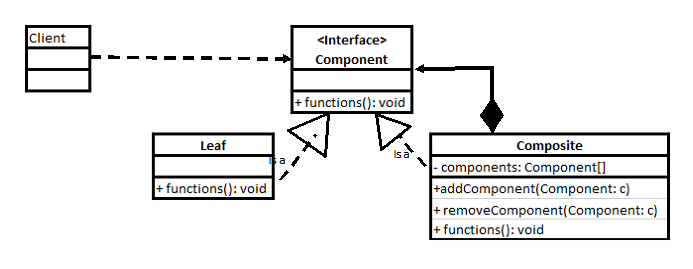 Client
<Interface>
Component
+ functions(): void
Leaf
+ functions(): void
Is a
Is a
Composite
- components: Component[]
+addComponent(Component: c)
+ removeComponent(Component: c)
+ functions(): void